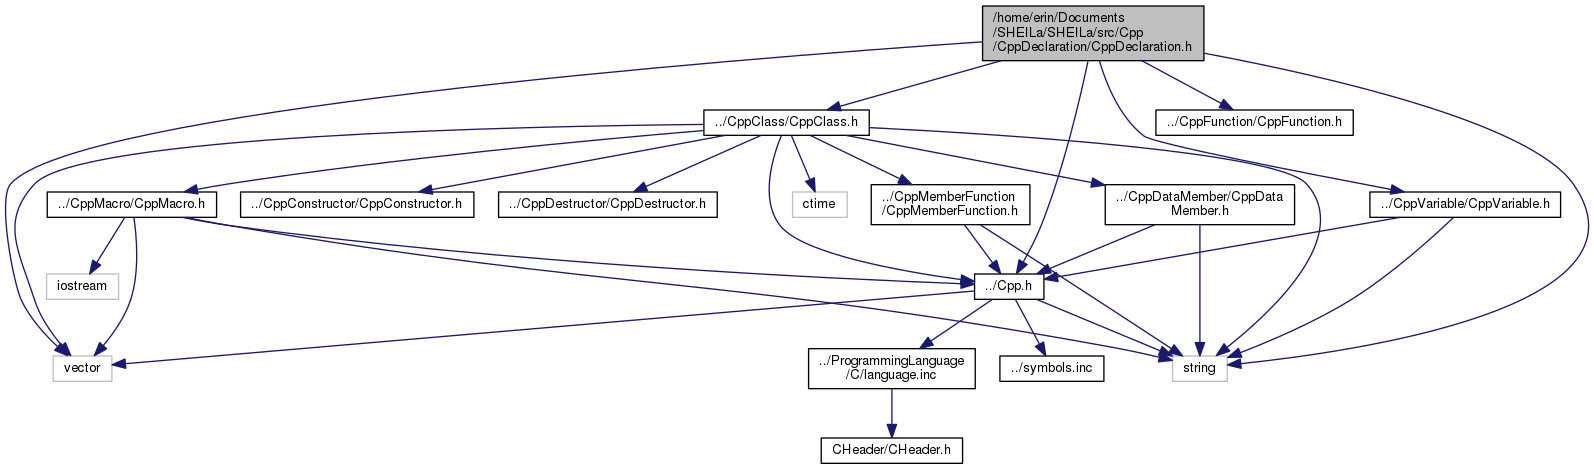 /home/erin/Documents
/SHEILa/SHEILa/src/Cpp
/CppDeclaration/CppDeclaration.h
../CppClass/CppClass.h
../CppFunction/CppFunction.h
../CppMacro/CppMacro.h
../CppConstructor/CppConstructor.h
../CppDestructor/CppDestructor.h
ctime
../CppMemberFunction
/CppMemberFunction.h
../CppDataMember/CppData
Member.h
../CppVariable/CppVariable.h
iostream
../Cpp.h
vector
../ProgrammingLanguage
/C/language.inc
../symbols.inc
string
CHeader/CHeader.h